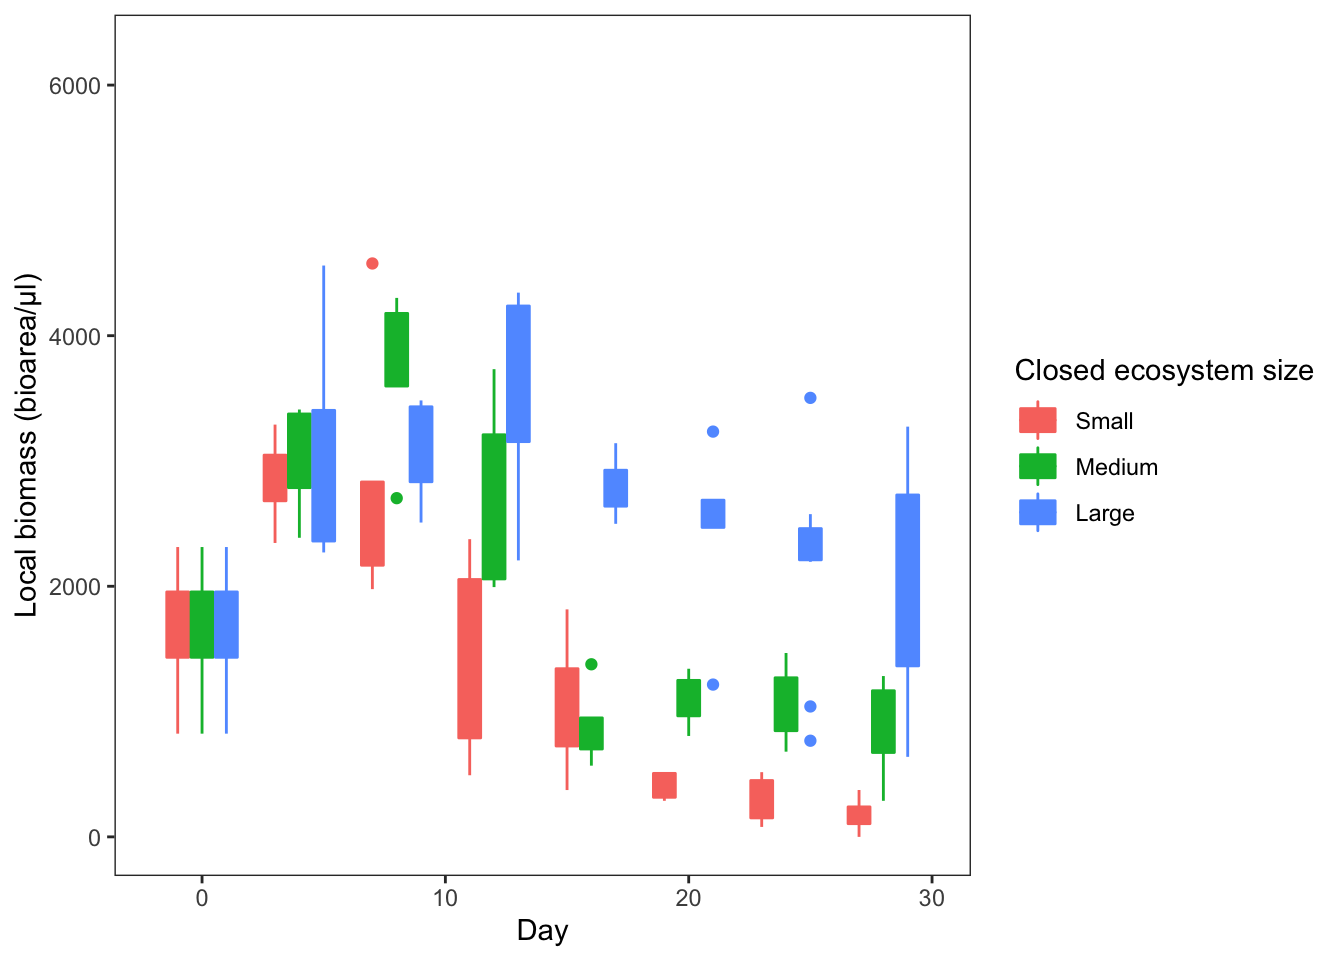 6000
4000
2000
0
Local biomass (bioarea/μl)
0 10 20 30
Day
Closed ecosystem size
Small
Medium
Large